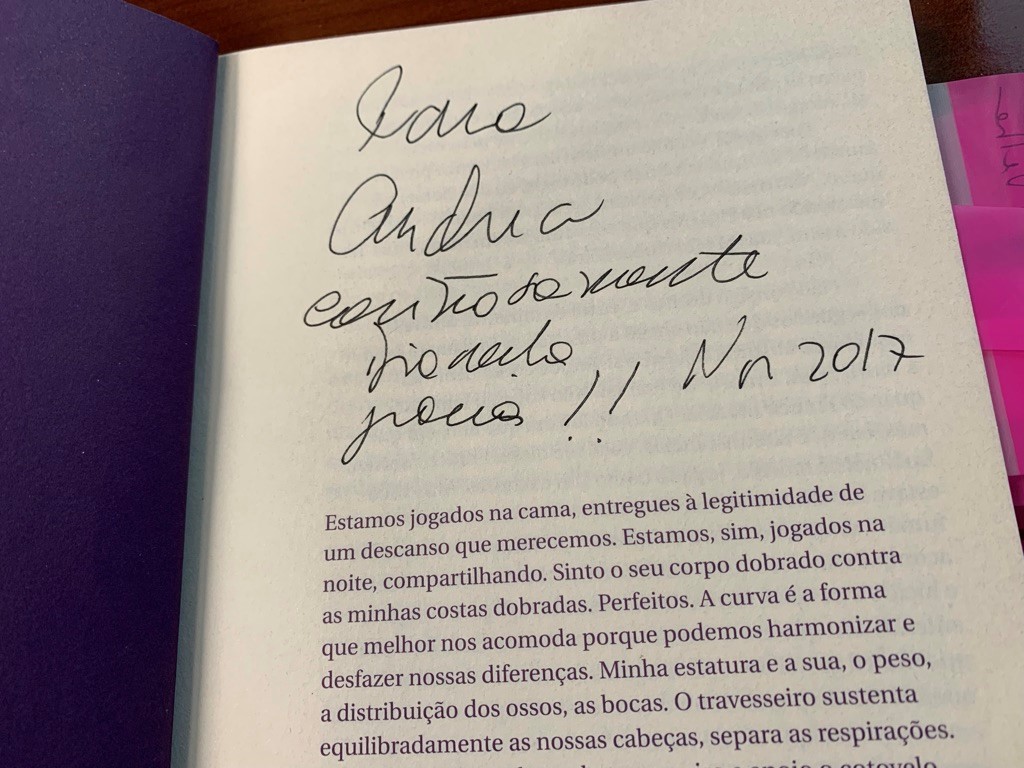 Para
Andrea
cariñosamente
Nov 2017
Estamos jogados na cama, entregues à legitimidade de
um descanso que merecemos. Estamos, sim, jogados na
noite, compartilhando. Sinto o seu corpo dobrado contra
as minhas costas dobradas. Perfeitos. A curva é a forma
que melhor nos acomoda porque podemos harmonizar e
desfazer nossas diferenças. Minha estatura e a sua, o peso,
a distribuição dos ossos, as bocas. O travesseiro sustenta
equilibradamente as nossas cabeças, separa as respirações.